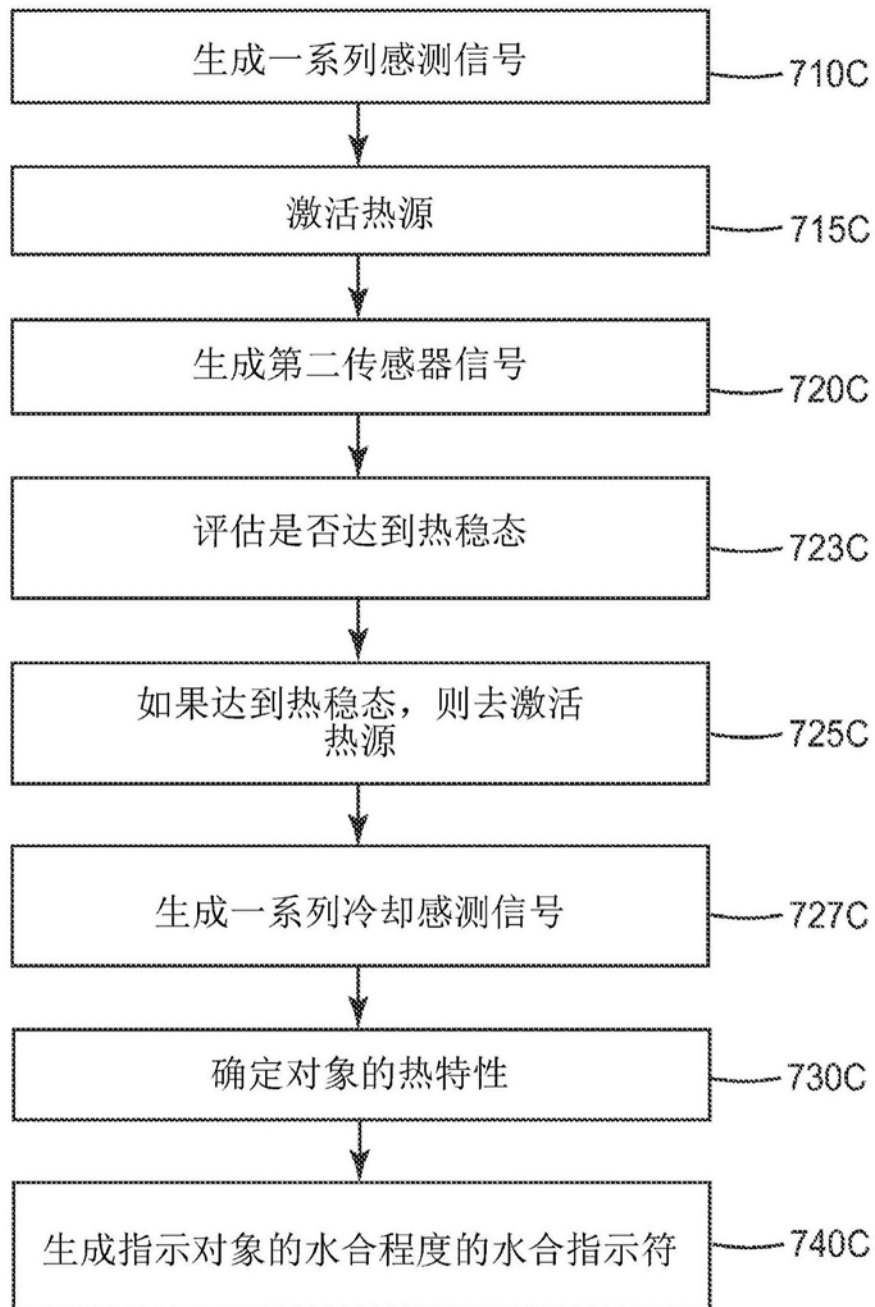 生成一系列感测信号
710C
激活热源
715C
生成第二传感器信号
720C
评估是否达到热稳态
723C
如果达到热稳态，则去激活
热源
725C
生成一系列冷却感测信号
727C
确定对象的热特性
730C
生成指示对象的水合程度的水合指示符
740C